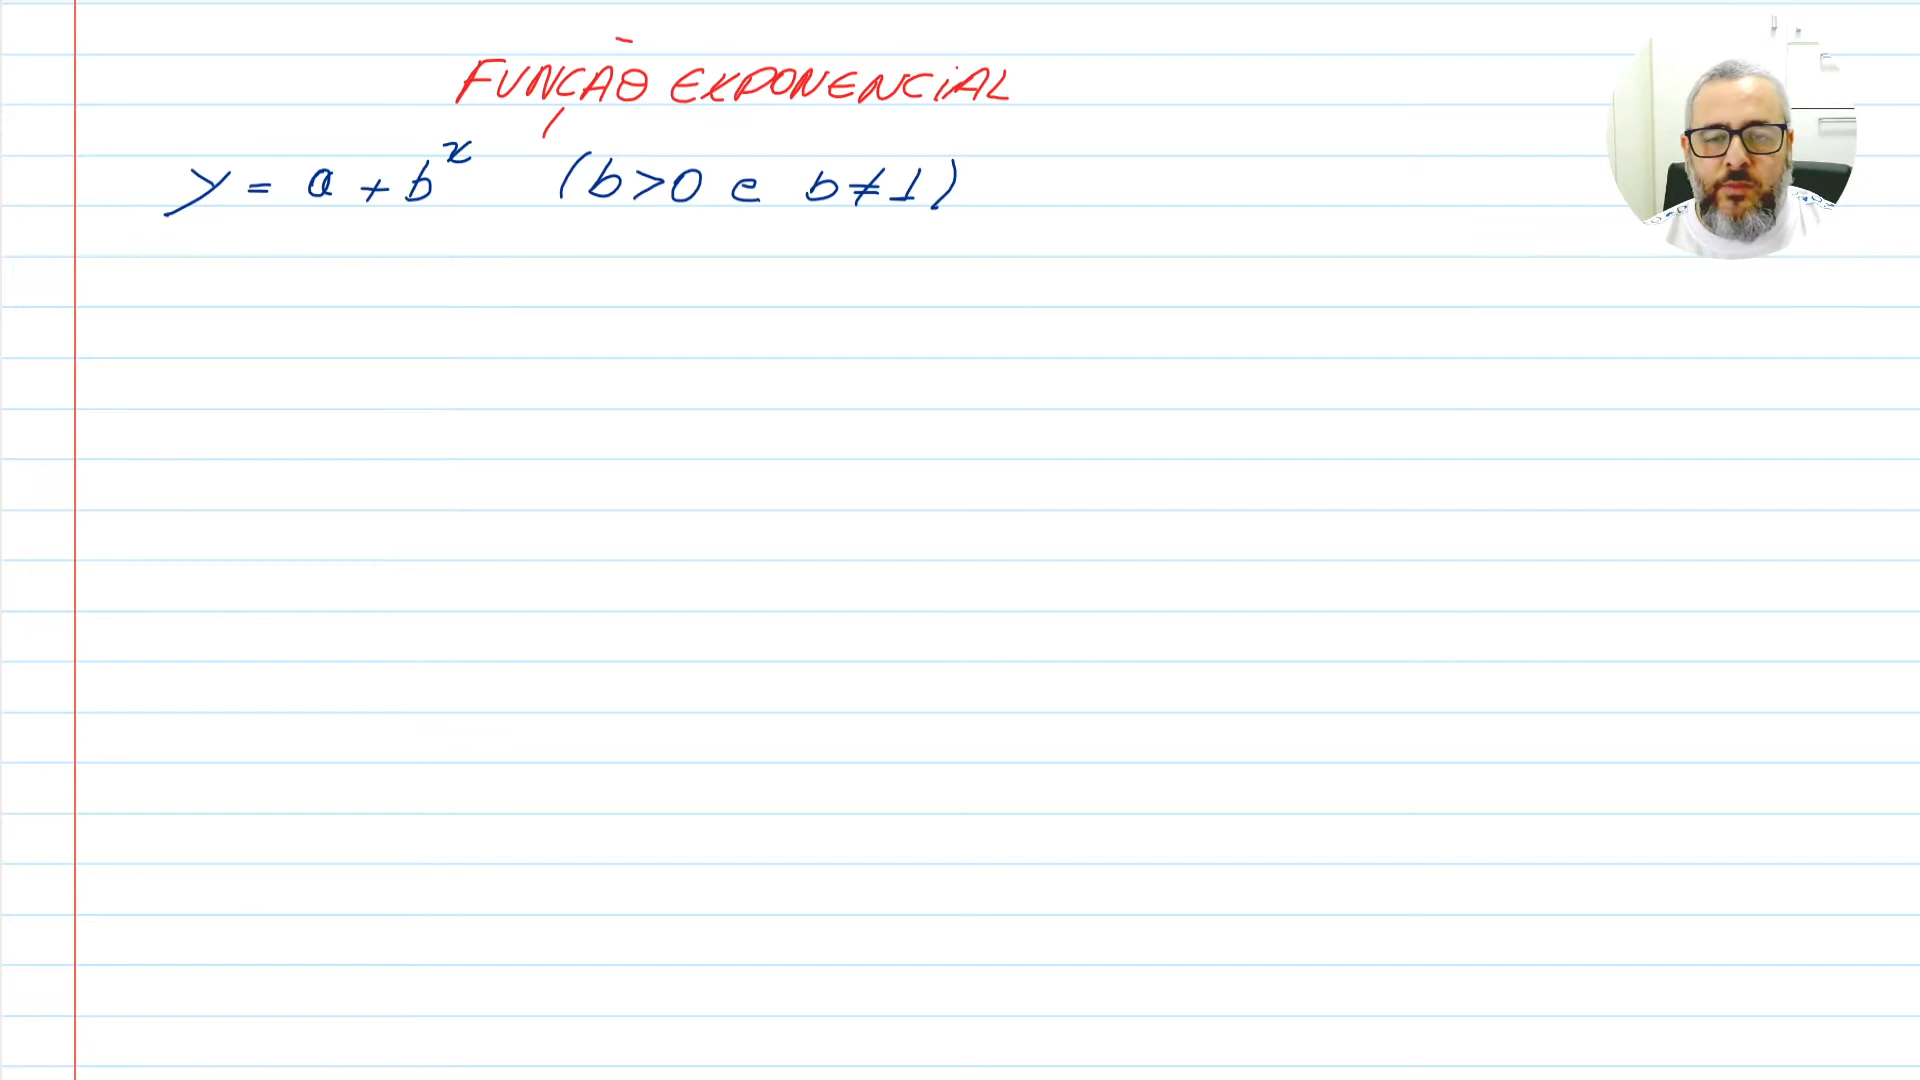 FUNÇÃO EXPONENCIAL
y = a + b^x (b>0 e b≠1)